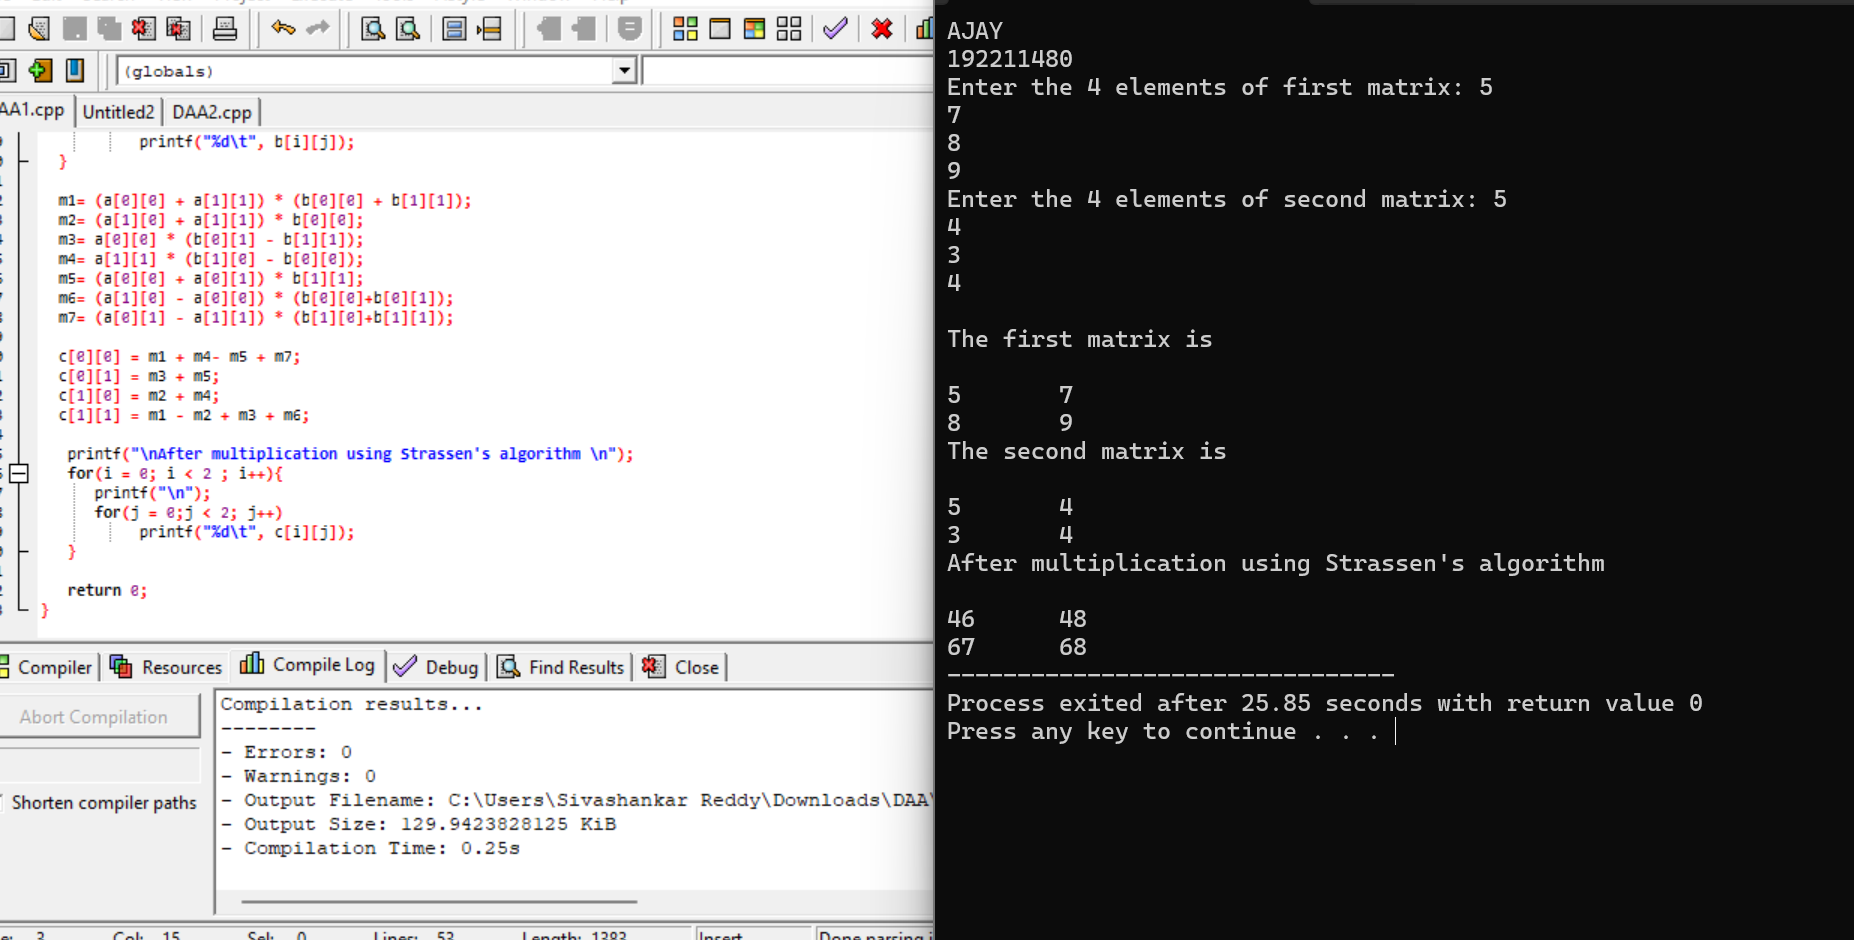 (globals)
AA1.cpp Untitled2 DAA2.cpp
printf("%d\t", b[i][j]);
}
m1= (a[0][0] + a[1][1]) * (b[0][0] + b[1][1]);
m2= (a[1][0] + a[1][1]) * b[0][0];
m3= a[0][0] * (b[0][1] - b[1][1]);
m4= a[1][1] * (b[1][0] - b[0][0]);
m5= (a[0][0] + a[0][1]) * b[1][1];
m6= (a[1][0] - a[0][0]) * (b[0][0]+b[0][1]);
m7= (a[0][1] - a[1][1]) * (b[1][0]+b[1][1]);
c[0][0] = m1 + m4- m5 + m7;
c[0][1] = m3 + m5;
c[1][0] = m2 + m4;
c[1][1] = m1 - m2 + m3 + m6;
printf("\nAfter multiplication using Strassen's algorithm \n");
for(i = 0; i < 2 ; i++){
printf("\n");
for(j = 0;j < 2; j++)
printf("%d\t", c[i][j]);
}
return 0;
}
Compiler Resources Compile Log Debug Find Results Close
Abort Compilation
Shorten compiler paths
Compilation results...
--------
- Errors: 0
- Warnings: 0
- Output Filename: C:\Users\Sivashankar Reddy\Downloads\DAA\
- Output Size: 129.9423828125 KiB
- Compilation Time: 0.25s
3 Col: 15 Sel: 0 Lines: 53 Length: 1383 Insert Done parsing
AJAY
192211480
Enter the 4 elements of first matrix: 5
7
8
9
Enter the 4 elements of second matrix: 5
4
3
4
The first matrix is
5 7
8 9
The second matrix is
5 4
3 4
After multiplication using Strassen's algorithm
46 48
67 68
--------------------------------
Process exited after 25.85 seconds with return value 0
Press any key to continue . . .